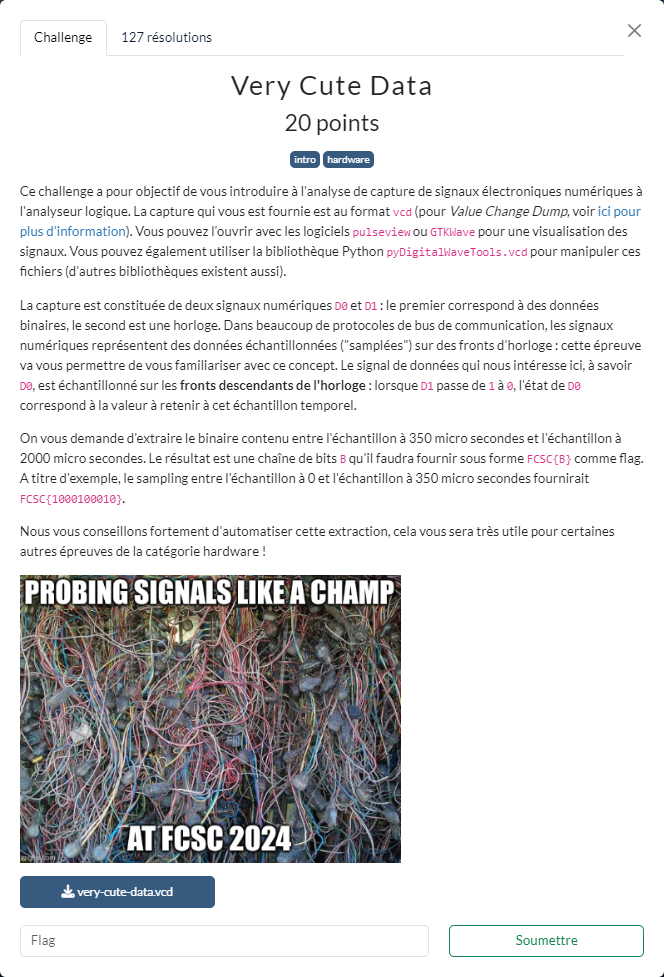 Challenge
127 résolutions
Very Cute Data
20 points
intro hardware
Ce challenge a pour objectif de vous introduire à l'analyse de capture de signaux électroniques numériques à
l'analyseur logique. La capture qui vous est fournie est au format vcd (pour Value Change Dump, voir ici pour
plus d'information). Vous pouvez l'ouvrir avec les logiciels pulseview ou GTKWave pour une visualisation des
signaux. Vous pouvez également utiliser la bibliothèque Python pyDigitalWaveTools.vcd pour manipuler ces
fichiers (d'autres bibliothèques existent aussi).
La capture est constituée de deux signaux numériques D0 et D1 : le premier correspond à des données
binaires, le second est une horloge. Dans beaucoup de protocoles de bus de communication, les signaux
numériques représentent des données échantillonnées ("samplées") sur des fronts d'horloge : cette épreuve
va vous permettre de vous familiariser avec ce concept. Le signal de données qui nous intéresse ici, à savoir
D0, est échantillonné sur les fronts descendants de l'horloge : lorsque D1 passe de 1 à 0, l'état de D0
correspond à la valeur à retenir à cet échantillon temporel.
On vous demande d'extraire le binaire contenu entre l'échantillon à 350 micro secondes et l'échantillon à
2000 micro secondes. Le résultat est une chaîne de bits B qu'il faudra fournir sous forme FCSC{B} comme flag.
A titre d'exemple, le sampling entre l'échantillon à 0 et l'échantillon à 350 micro secondes fournirait
FCSC{1000100010}.
Nous vous conseillons fortement d'automatiser cette extraction, cela vous sera très utile pour certaines
autres épreuves de la catégorie hardware !
PROBING SIGNALS LIKE A CHAMP
AT FCSC 2024
very-cute-data.vcd
Flag
Soumettre